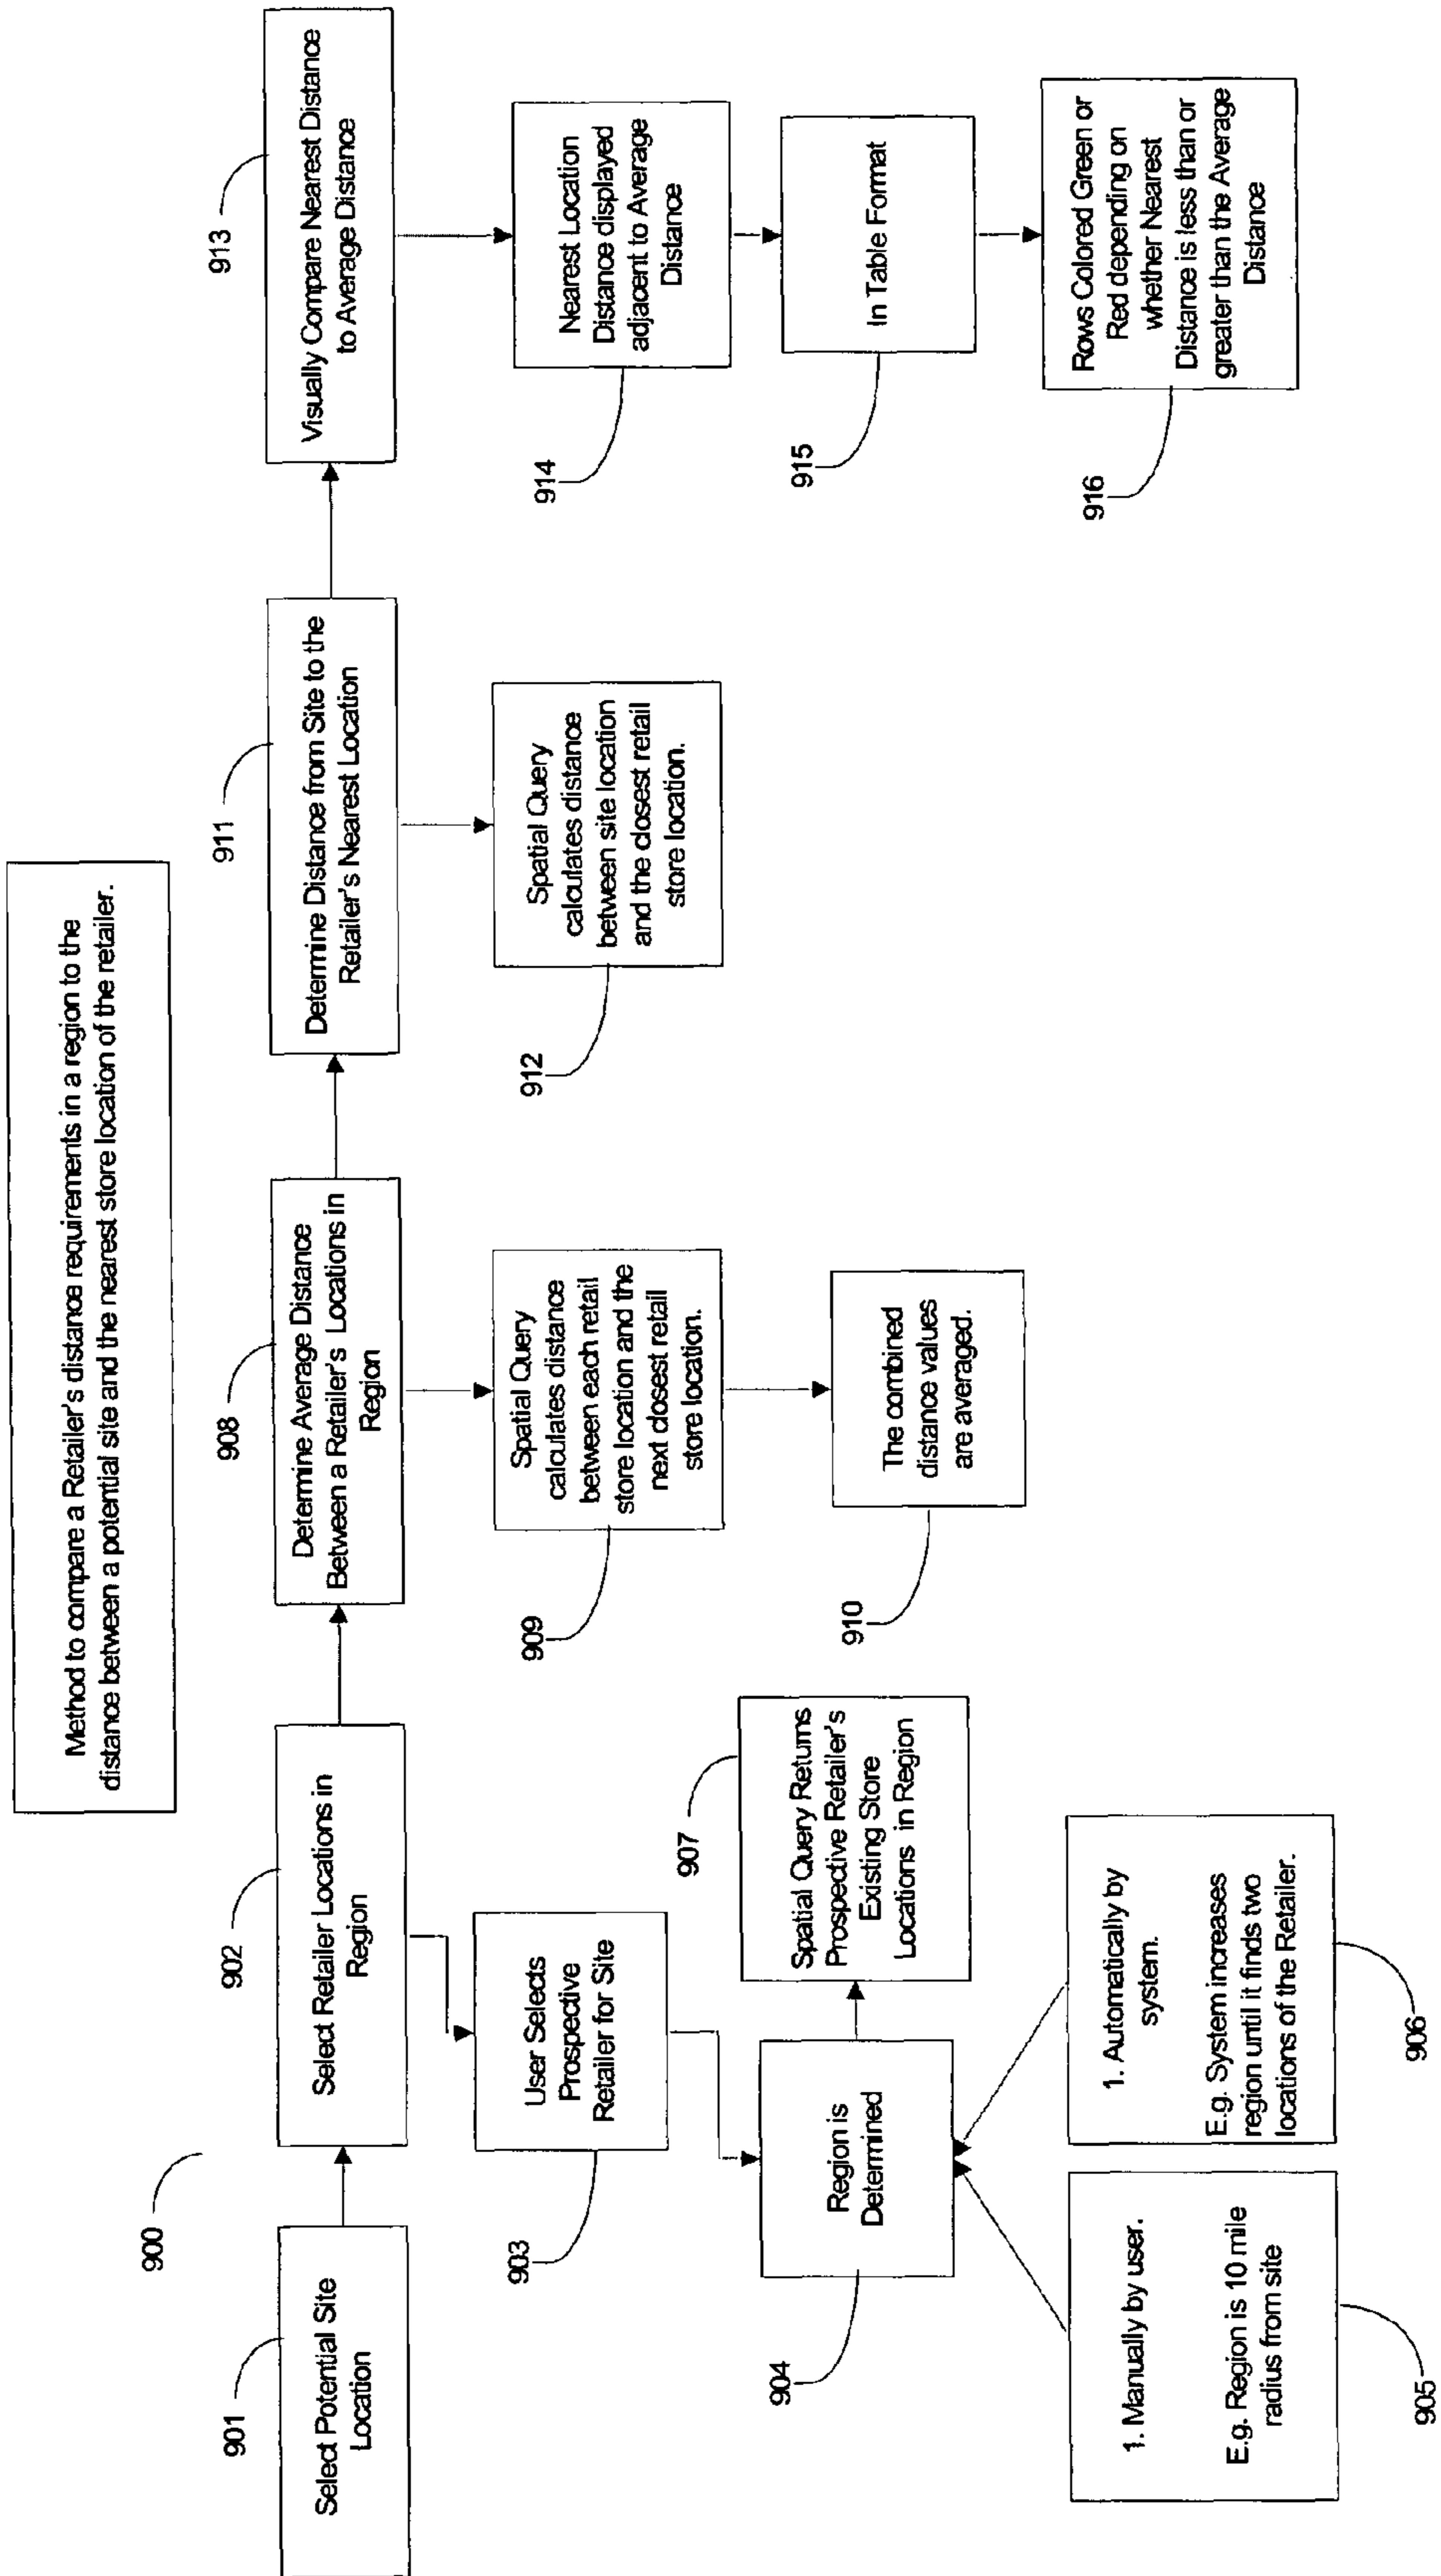 Method to compare a Retailer's distance requirements in a region to the
distance between a potential site and the nearest store location of the retailer.
900
901
Select Potential Site
Location
902
Select Retailer Locations in
Region
903
User Selects
Prospective
Retailer for Site
904
Region is
Determined
905
1. Manually by user.
E.g. Region is 10 mile
radius from site
906
1. Automatically by
system.
E.g. System increases
region until it finds two
locations of the Retailer.
907
Spatial Query Returns
Prospective Retailer's
Existing Store
Locations in Region
908
Determine Average Distance
Between a Retailer's Locations in
Region
909
Spatial Query
calculates distance
between each retail
store location and the
next closest retail
store location.
910
The combined
distance values
are averaged.
911
Determine Distance from Site to the
Retailer's Nearest Location
912
Spatial Query
calculates distance
between site location
and the closest retail
store location.
913
Visually Compare Nearest Distance
to Average Distance
914
Nearest Location
Distance displayed
adjacent to Average
Distance
915
In Table Format
916
Rows Colored Green or
Red depending on
whether Nearest
Distance is less than or
greater than the Average
Distance